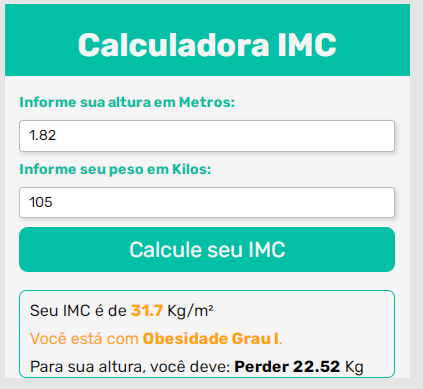 Calculadora IMC
Informe sua altura em Metros:
1.82
Informe seu peso em Kilos:
105
Calcule seu IMC
Seu IMC é de 31.7 Kg/m²
Você está com Obesidade Grau I.
Para sua altura, você deve: Perder 22.52 Kg